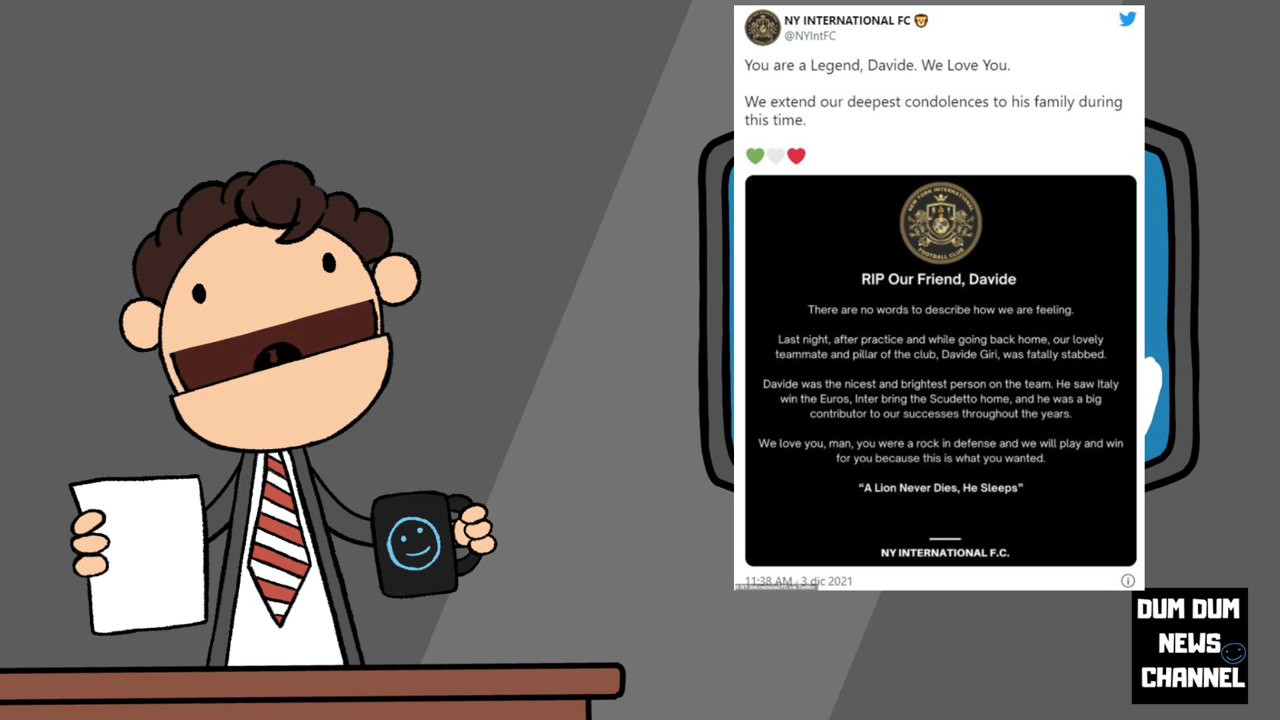 NY INTERNATIONAL FC
@NYIntFC
You are a Legend, Davide. We Love You.
We extend our deepest condolences to his family during
this time.
NEW YORK INTERNATIONAL
FOOTBALL CLUB
RIP Our Friend, Davide
There are no words to describe how we are feeling.
Last night, after practice and while going back home, our lovely
teammate and pillar of the club, Davide Giri, was fatally stabbed.
Davide was the nicest and brightest person on the team. He saw Italy
win the Euros, Inter bring the Scudetto home, and he was a big
contributor to our successes throughout the years.
We love you, man, you were a rock in defense and we will play and win
for you because this is what you wanted.
“A Lion Never Dies, He Sleeps”
NY INTERNATIONAL F.C.
11:38 AM · 3 dic 2021
DUM DUM
NEWS
CHANNEL